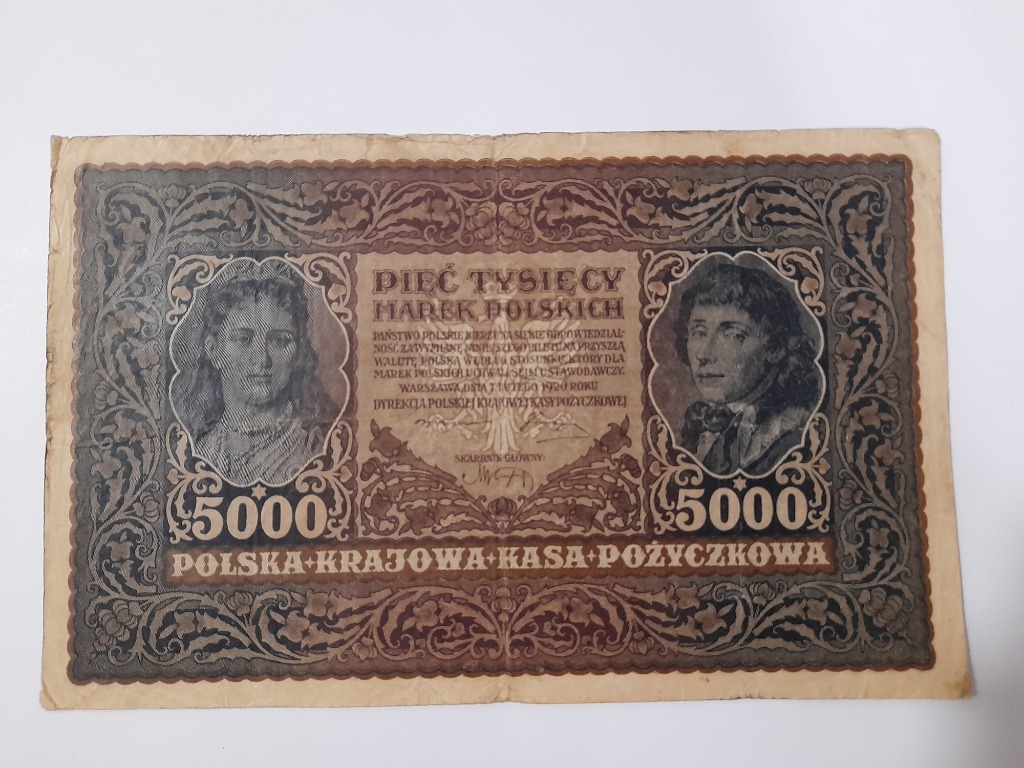 PIĘĆ TYSIĘCY
MAREK POLSKICH
PAŃSTWO POLSKIE BIERZE NA SIEBIE ODPOWIEDZIAL-
NOŚĆ ZA WYMIANĘ NINIEJSZEGO BILETU NA PRZYSZŁĄ
WALUTĘ POLSKĄ WEDŁUG STOSUNKU, KTÓRY DLA
MAREK POLSKICH UCHWALI SEJM USTAWODAWCZY.
WARSZAWA, DNIA 7 LUTEGO 1920 ROKU
DYREKCJA POLSKIEJ KRAJOWEJ KASY POŻYCZKOWEJ
SKARBNIK GŁÓWNY:
5000 5000
POLSKA+KRAJOWA+KASA+POŻYCZKOWA